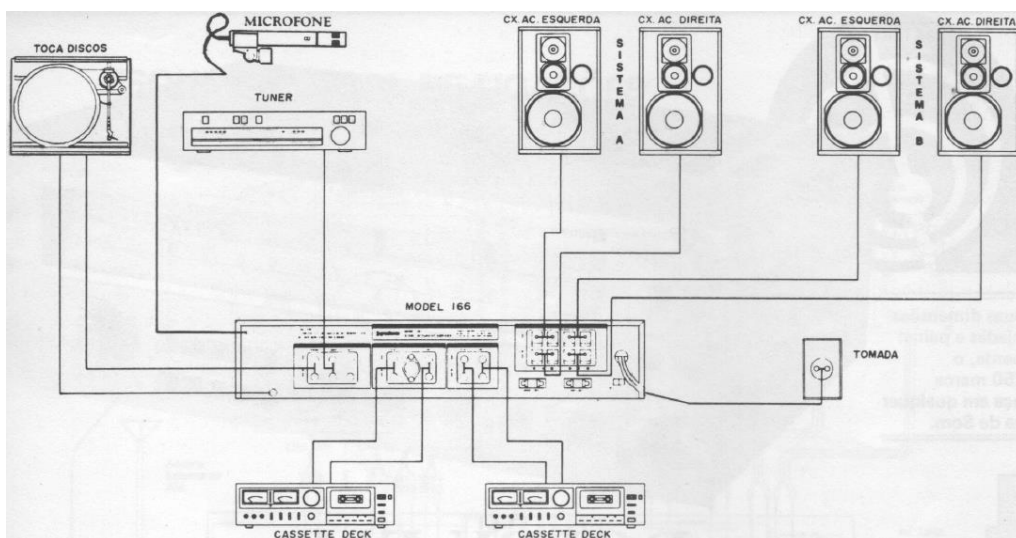 MICROFONE
CX. AC. ESQUERDA
CX. AC. DIREITA
CX. AC. ESQUERDA
CX. AC. DIREITA
TOCA DISCOS
SISTEMA A
SISTEMA B
TUNER
MODEL 166
TOMADA
CASSETTE DECK
CASSETTE DECK